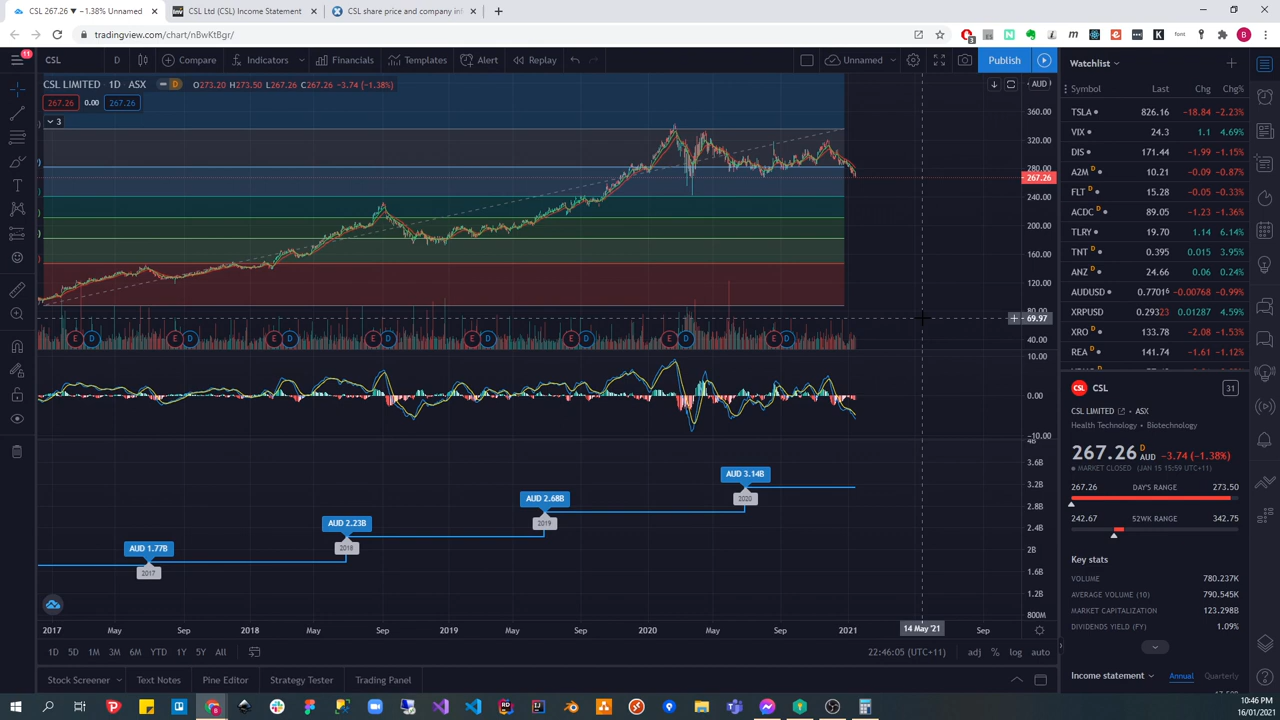 CSL 267.26 ▼ −1.38% Unnamed
CSL Ltd (CSL) Income Statement
CSL share price and company inf
tradingview.com/chart/nBwKtBgr/
11
CSL
D
Compare
Indicators
Financials
Templates
Alert
Replay
Unnamed
Publish
CSL LIMITED · 1D · ASX
D
O273.20 H273.50 L267.26 C267.26 −3.74 (−1.38%)
267.26 0.00 267.26
3
AUD
360.00
320.00
280.00
267.26
240.00
200.00
160.00
120.00
80.00
69.97
40.00
E D E D E D E D E D E D E D E D
10.00
0.00
−10.00
4B
3.6B
3.2B
2.8B
2.4B
2B
1.6B
1.2B
800M
AUD 1.77B
2017
AUD 2.23B
2018
AUD 2.68B
2019
AUD 3.14B
2020
2017 May Sep 2018 May Sep 2019 May Sep 2020 May Sep 2021 14 May '21 Sep
1D 5D 1M 3M 6M YTD 1Y 5Y All
22:46:05 (UTC+11)
adj % log auto
Stock Screener
Text Notes
Pine Editor
Strategy Tester
Trading Panel
Watchlist
Symbol Last Chg Chg%
TSLA 826.16 −18.84 −2.23%
VIX 24.3 1.1 4.69%
DIS 171.44 −1.99 −1.15%
A2M D 10.21 −0.09 −0.87%
FLT D 15.28 −0.05 −0.33%
ACDC D 89.05 −1.23 −1.36%
TLRY 19.70 1.14 6.14%
TNT D 0.395 0.015 3.95%
ANZ D 24.66 0.06 0.24%
AUDUSD 0.77016 −0.00768 −0.99%
XRPUSD 0.29323 0.01287 4.59%
XRO D 133.78 −2.08 −1.53%
REA D 141.74 −1.61 −1.12%
CSL
CSL
31
CSL LIMITED · ASX
Health Technology · Biotechnology
267.26 D AUD −3.74 (−1.38%)
MARKET CLOSED (JAN 15 15:59 UTC+11)
267.26 DAY'S RANGE 273.50
242.67 52WK RANGE 342.75
Key stats
VOLUME 780.237K
AVERAGE VOLUME (10) 790.545K
MARKET CAPITALIZATION 123.298B
DIVIDENDS YIELD (FY) 1.09%
Income statement
Annual
Quarterly
10:46 PM
16/01/2021